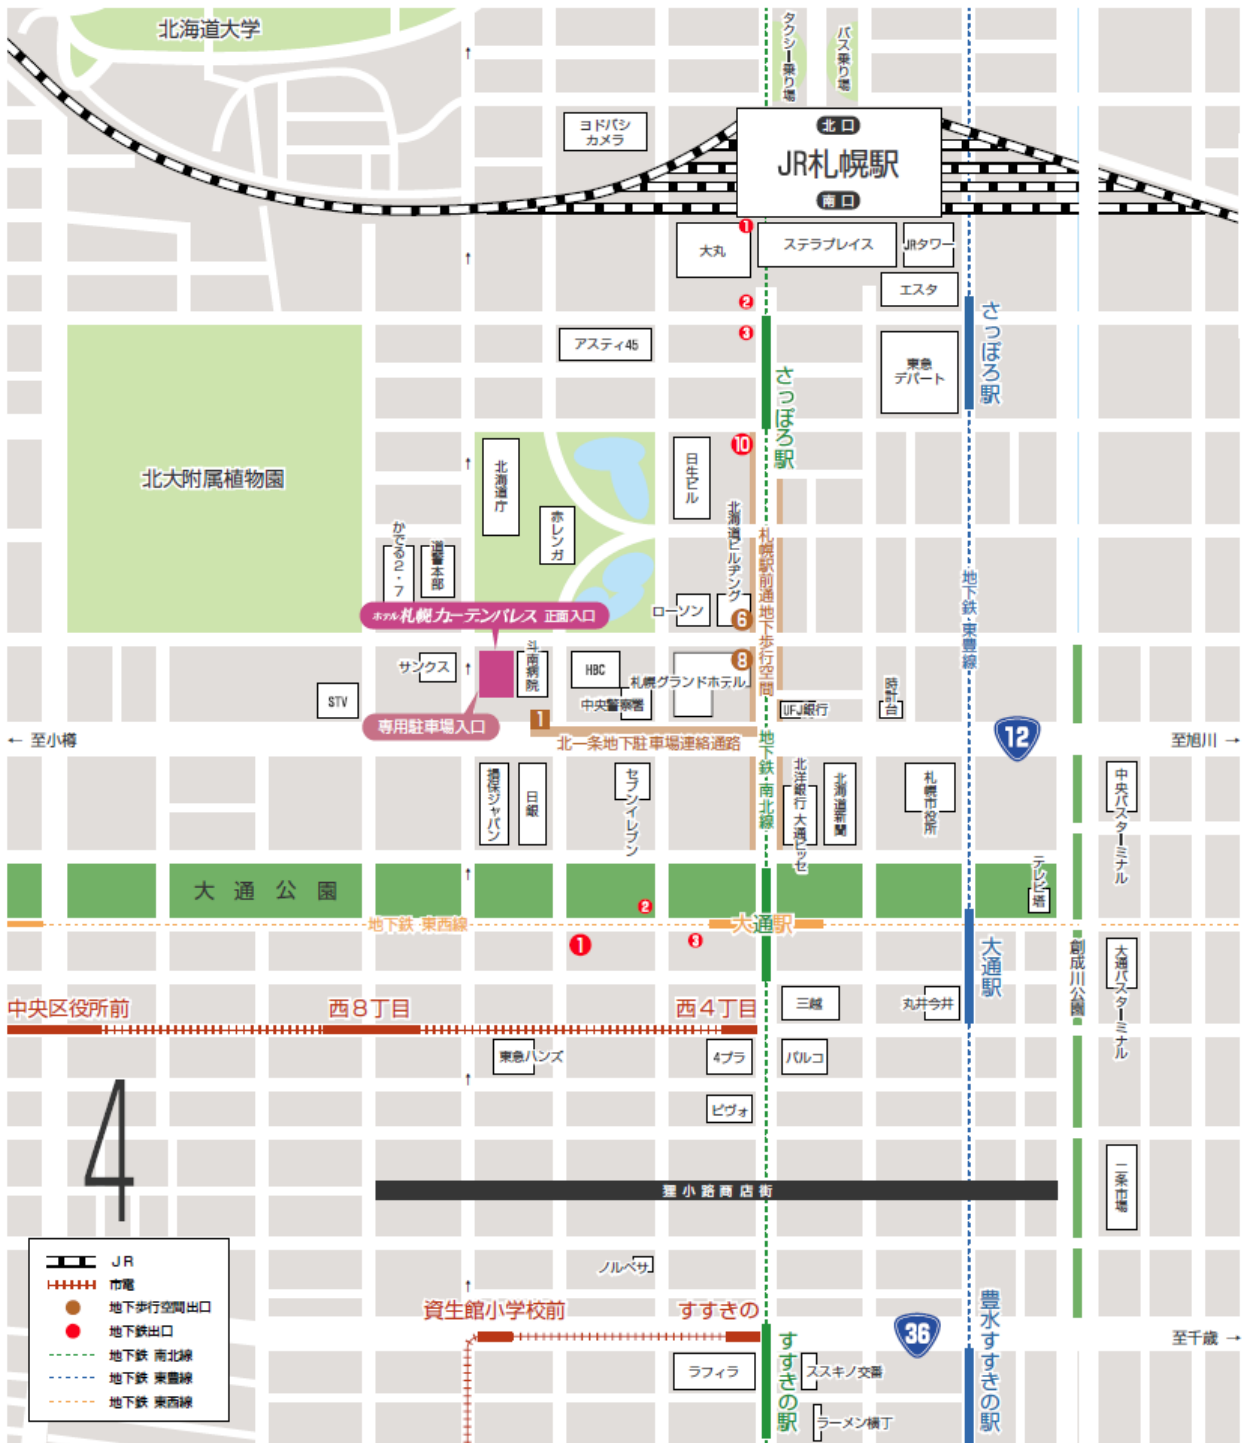 北海道大学
タクシー乗り場
バス乗り場
ヨドバシ
カメラ
北口
JR札幌駅
南口
1
大丸
ステラプレイス
JRタワー
エスタ
2
3
アスティ45
東急
デパート
さっぽろ駅
さっぽろ駅
北大附属植物園
北海道庁
赤レンガ
10
日生ビル
北海道ビルヂング
札幌駅前通地下歩行空間
かでる2・7
道警本部
地下鉄 東豊線
ホテル札幌ガーデンパレス 正面入口
ローソン
6
サンクス
斗南病院
HBC
8
札幌グランドホテル
中央警察署
STV
UFJ銀行
時計台
専用駐車場入口
1
12
← 至小樽
北一条地下駐車場連絡通路
至旭川 →
地下鉄 南北線
損保ジャパン
日銀
セブンイレブン
北洋銀行 大通ビッセ
北海道新聞
札幌市役所
中央バスターミナル
大通公園
テレビ塔
2
地下鉄 東西線
大通駅
1
3
大通駅
創成川公園
大通バスターミナル
中央区役所前
西8丁目
西4丁目
三越
丸井今井
東急ハンズ
4プラ
パルコ
ピヴォ
4
狸小路商店街
二条市場
ノルベサ
JR
市電
地下歩行空間出口
地下鉄出口
地下鉄 南北線
地下鉄 東豊線
地下鉄 東西線
資生館小学校前
すすきの
すすきの駅
豊水すすきの駅
36
至千歳 →
ラフィラ
ススキノ交番
ラーメン横丁